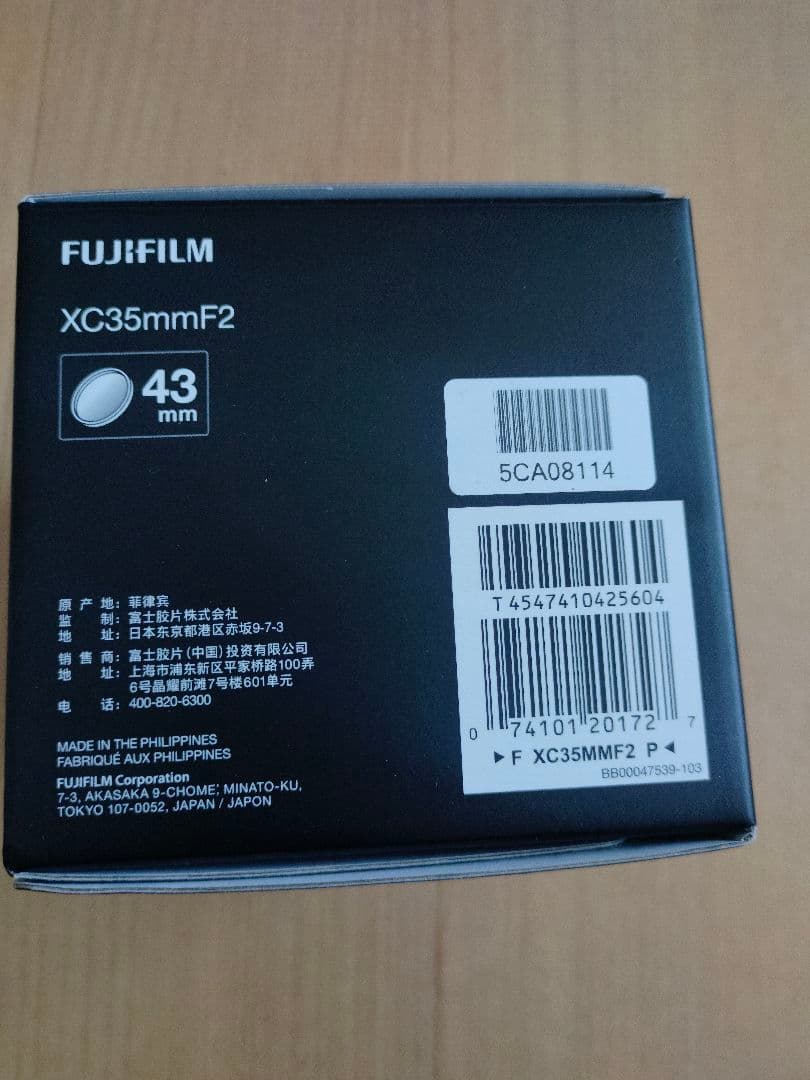 FUJIFILM
XC35mmF2
43
mm
5CA08114
T 4547410425604
0 74101 20172 7
▶ F XC35MMF2 P ◀
BB00047539-103
原产地：菲律宾
监制：富士胶片株式会社
地址：日本东京都港区赤坂9-7-3
销售商：富士胶片(中国)投资有限公司
地址：上海市浦东新区平家桥路100弄
6号晶耀前滩7号楼601单元
电话：400-820-6300
MADE IN THE PHILIPPINES
FABRIQUÉ AUX PHILIPPINES
FUJIFILM Corporation
7-3, AKASAKA 9-CHOME, MINATO-KU,
TOKYO 107-0052, JAPAN / JAPON